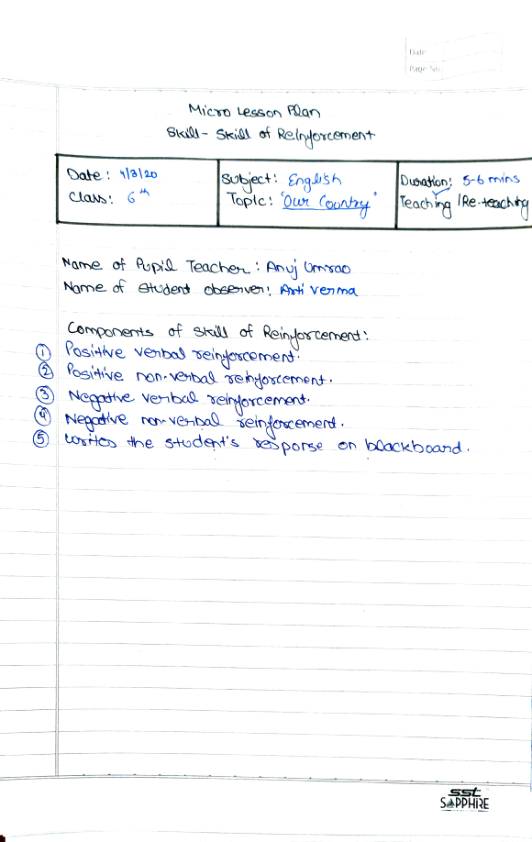 Date
Page No
Micro Lesson Plan
Skill - Skill of Reinforcement
Date : 4/3/20
Class: 6th
Subject: English
Topic: "Our Country"
Duration: 5-6 mins
Teaching / Re-teaching
Name of Pupil Teacher : Anuj Umrao
Name of student observer: Arti Verma
Components of skill of Reinforcement:
① Positive verbal reinforcement.
② Positive non-verbal reinforcement.
③ Negative verbal reinforcement.
④ Negative non-verbal reinforcement.
⑤ writes the student's response on blackboard.
sst
SAPPHIRE